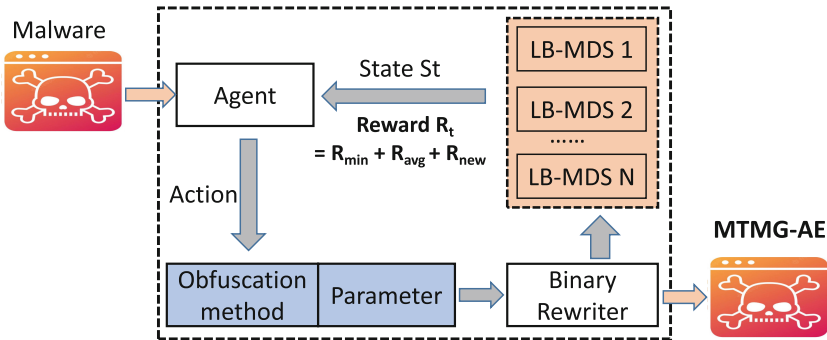 Malware
Agent
State St
Reward Rt
= Rmin + Ravg + Rnew
LB-MDS 1
LB-MDS 2
......
LB-MDS N
Action
Obfuscation
method
Parameter
Binary
Rewriter
MTMG-AE